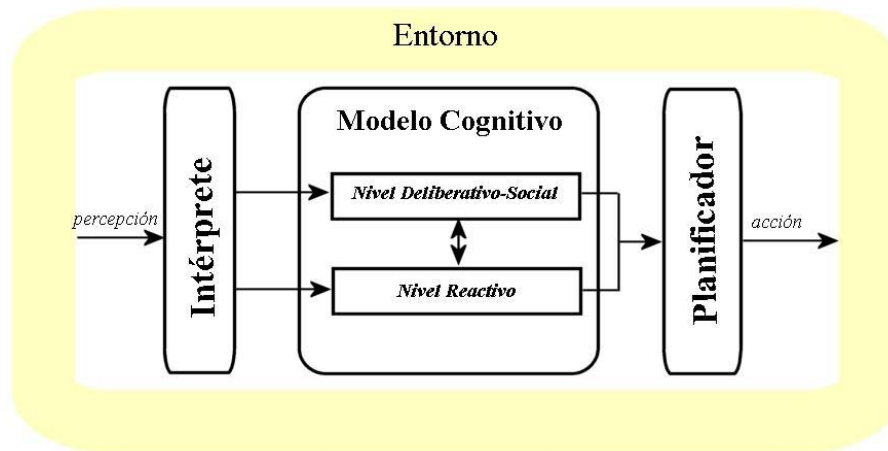 Entorno
percepción
Intérprete
Modelo Cognitivo
Nivel Deliberativo-Social
Nivel Reactivo
Planificador
acción